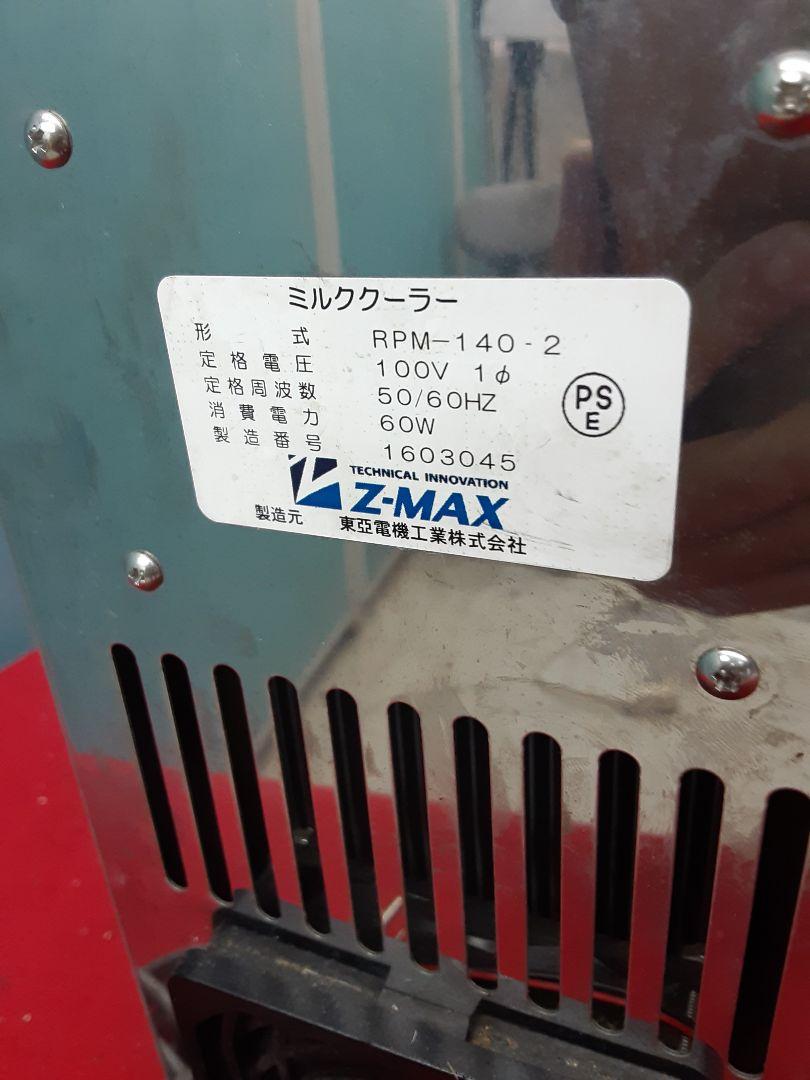 ミルククーラー
形式 RPM-140-2
定格電圧 100V 1φ
定格周波数 50/60HZ
消費電力 60W
製造番号 1603045
PS
E
TECHNICAL INNOVATION
Z-MAX
製造元 東亞電機工業株式会社